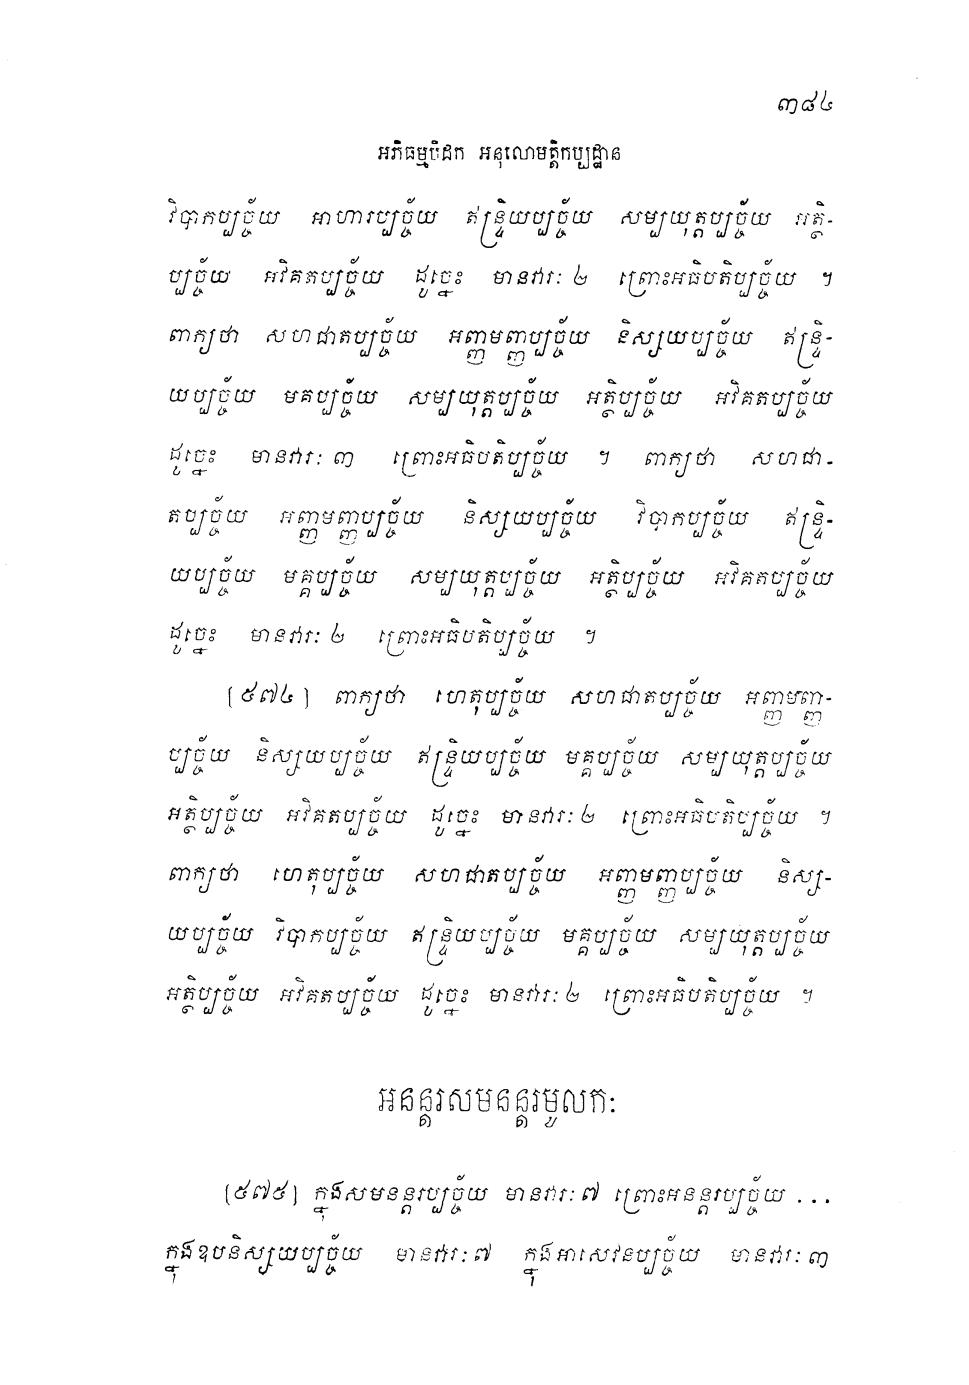 ៣៨៤
អភិធម្មបិដក អនុលោមត្តិកប្បដ្ឋាន
វិបាកប្បច្ច័យ អាហារប្បច្ច័យ ឥន្ទ្រិយប្បច្ច័យ សម្បយុត្តប្បច្ច័យ អត្ថិ-
ប្បច្ច័យ អវិគតប្បច្ច័យ ដូច្នេះ មានវារៈ ២ ព្រោះអធិបតិប្បច្ច័យ ។
ពាក្យថា សហជាតប្បច្ច័យ អញ្ញាមញ្ញប្បច្ច័យ និស្សយប្បច្ច័យ ឥន្ទ្រិ-
យប្បច្ច័យ មគប្បច្ច័យ សម្បយុត្តប្បច្ច័យ អត្ថិប្បច្ច័យ អវិគតប្បច្ច័យ
ដូច្នេះ មានវារៈ ៣ ព្រោះអធិបតិប្បច្ច័យ ។ ពាក្យថា សហជា-
តប្បច្ច័យ អញ្ញាមញ្ញប្បច្ច័យ និស្សយប្បច្ច័យ វិបាកប្បច្ច័យ ឥន្ទ្រិ-
យប្បច្ច័យ មគ្គប្បច្ច័យ សម្បយុត្តប្បច្ច័យ អត្ថិប្បច្ច័យ អវិគតប្បច្ច័យ
ដូច្នេះ មានវារៈ ២ ព្រោះអធិបតិប្បច្ច័យ ។
[៥៧៤] ពាក្យថា ហេតុប្បច្ច័យ សហជាតប្បច្ច័យ អញ្ញាមញ្ញ-
ប្បច្ច័យ និស្សយប្បច្ច័យ ឥន្ទ្រិយប្បច្ច័យ មគ្គប្បច្ច័យ សម្បយុត្តប្បច្ច័យ
អត្ថិប្បច្ច័យ អវិគតប្បច្ច័យ ដូច្នេះ មានវារៈ ២ ព្រោះអធិបតិប្បច្ច័យ ។
ពាក្យថា ហេតុប្បច្ច័យ សហជាតប្បច្ច័យ អញ្ញាមញ្ញប្បច្ច័យ និស្ស-
យប្បច្ច័យ វិបាកប្បច្ច័យ ឥន្ទ្រិយប្បច្ច័យ មគ្គប្បច្ច័យ សម្បយុត្តប្បច្ច័យ
អត្ថិប្បច្ច័យ អវិគតប្បច្ច័យ ដូច្នេះ មានវារៈ ២ ព្រោះអធិបតិប្បច្ច័យ ។
អនន្តរសមនន្តរមូលកៈ
[៥៧៥] ក្នុងសមនន្តរប្បច្ច័យ មានវារៈ ៧ ព្រោះអនន្តរប្បច្ច័យ ...
ក្នុងឧបនិស្សយប្បច្ច័យ មានវារៈ ៧ ក្នុងអាសេវនប្បច្ច័យ មានវារៈ ៣